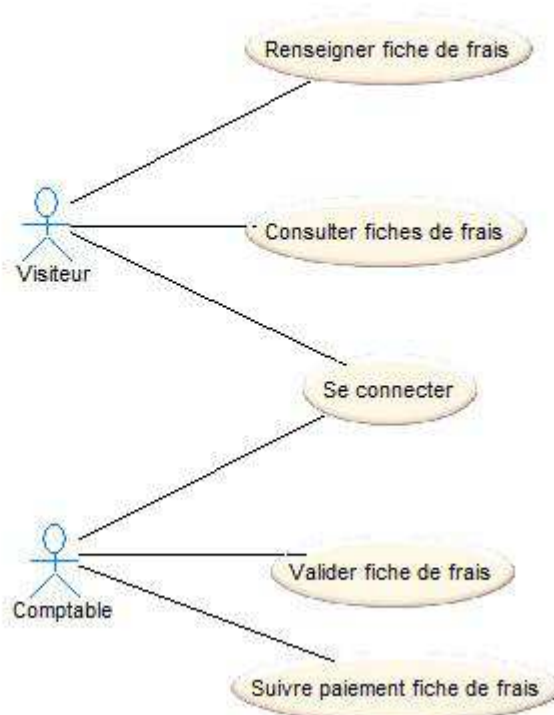 Renseigner fiche de frais
Consulter fiches de frais
Visiteur
Se connecter
Valider fiche de frais
Comptable
Suivre paiement fiche de frais